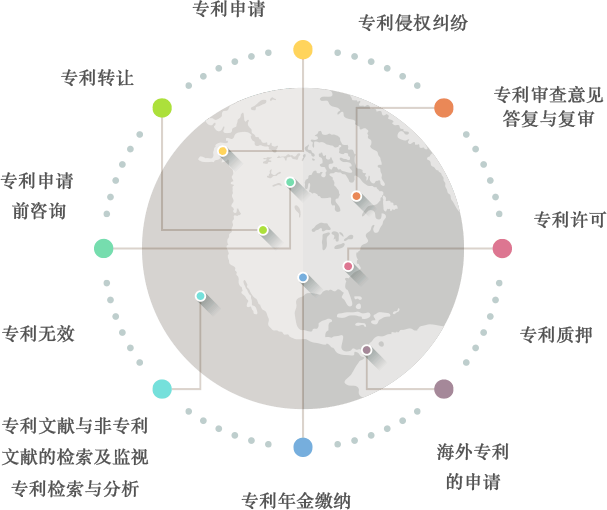 专利申请
专利侵权纠纷
专利转让
专利审查意见
答复与复审
专利申请
前咨询
专利许可
专利无效
专利质押
专利文献与非专利
文献的检索及监视
专利检索与分析
海外专利
的申请
专利年金缴纳